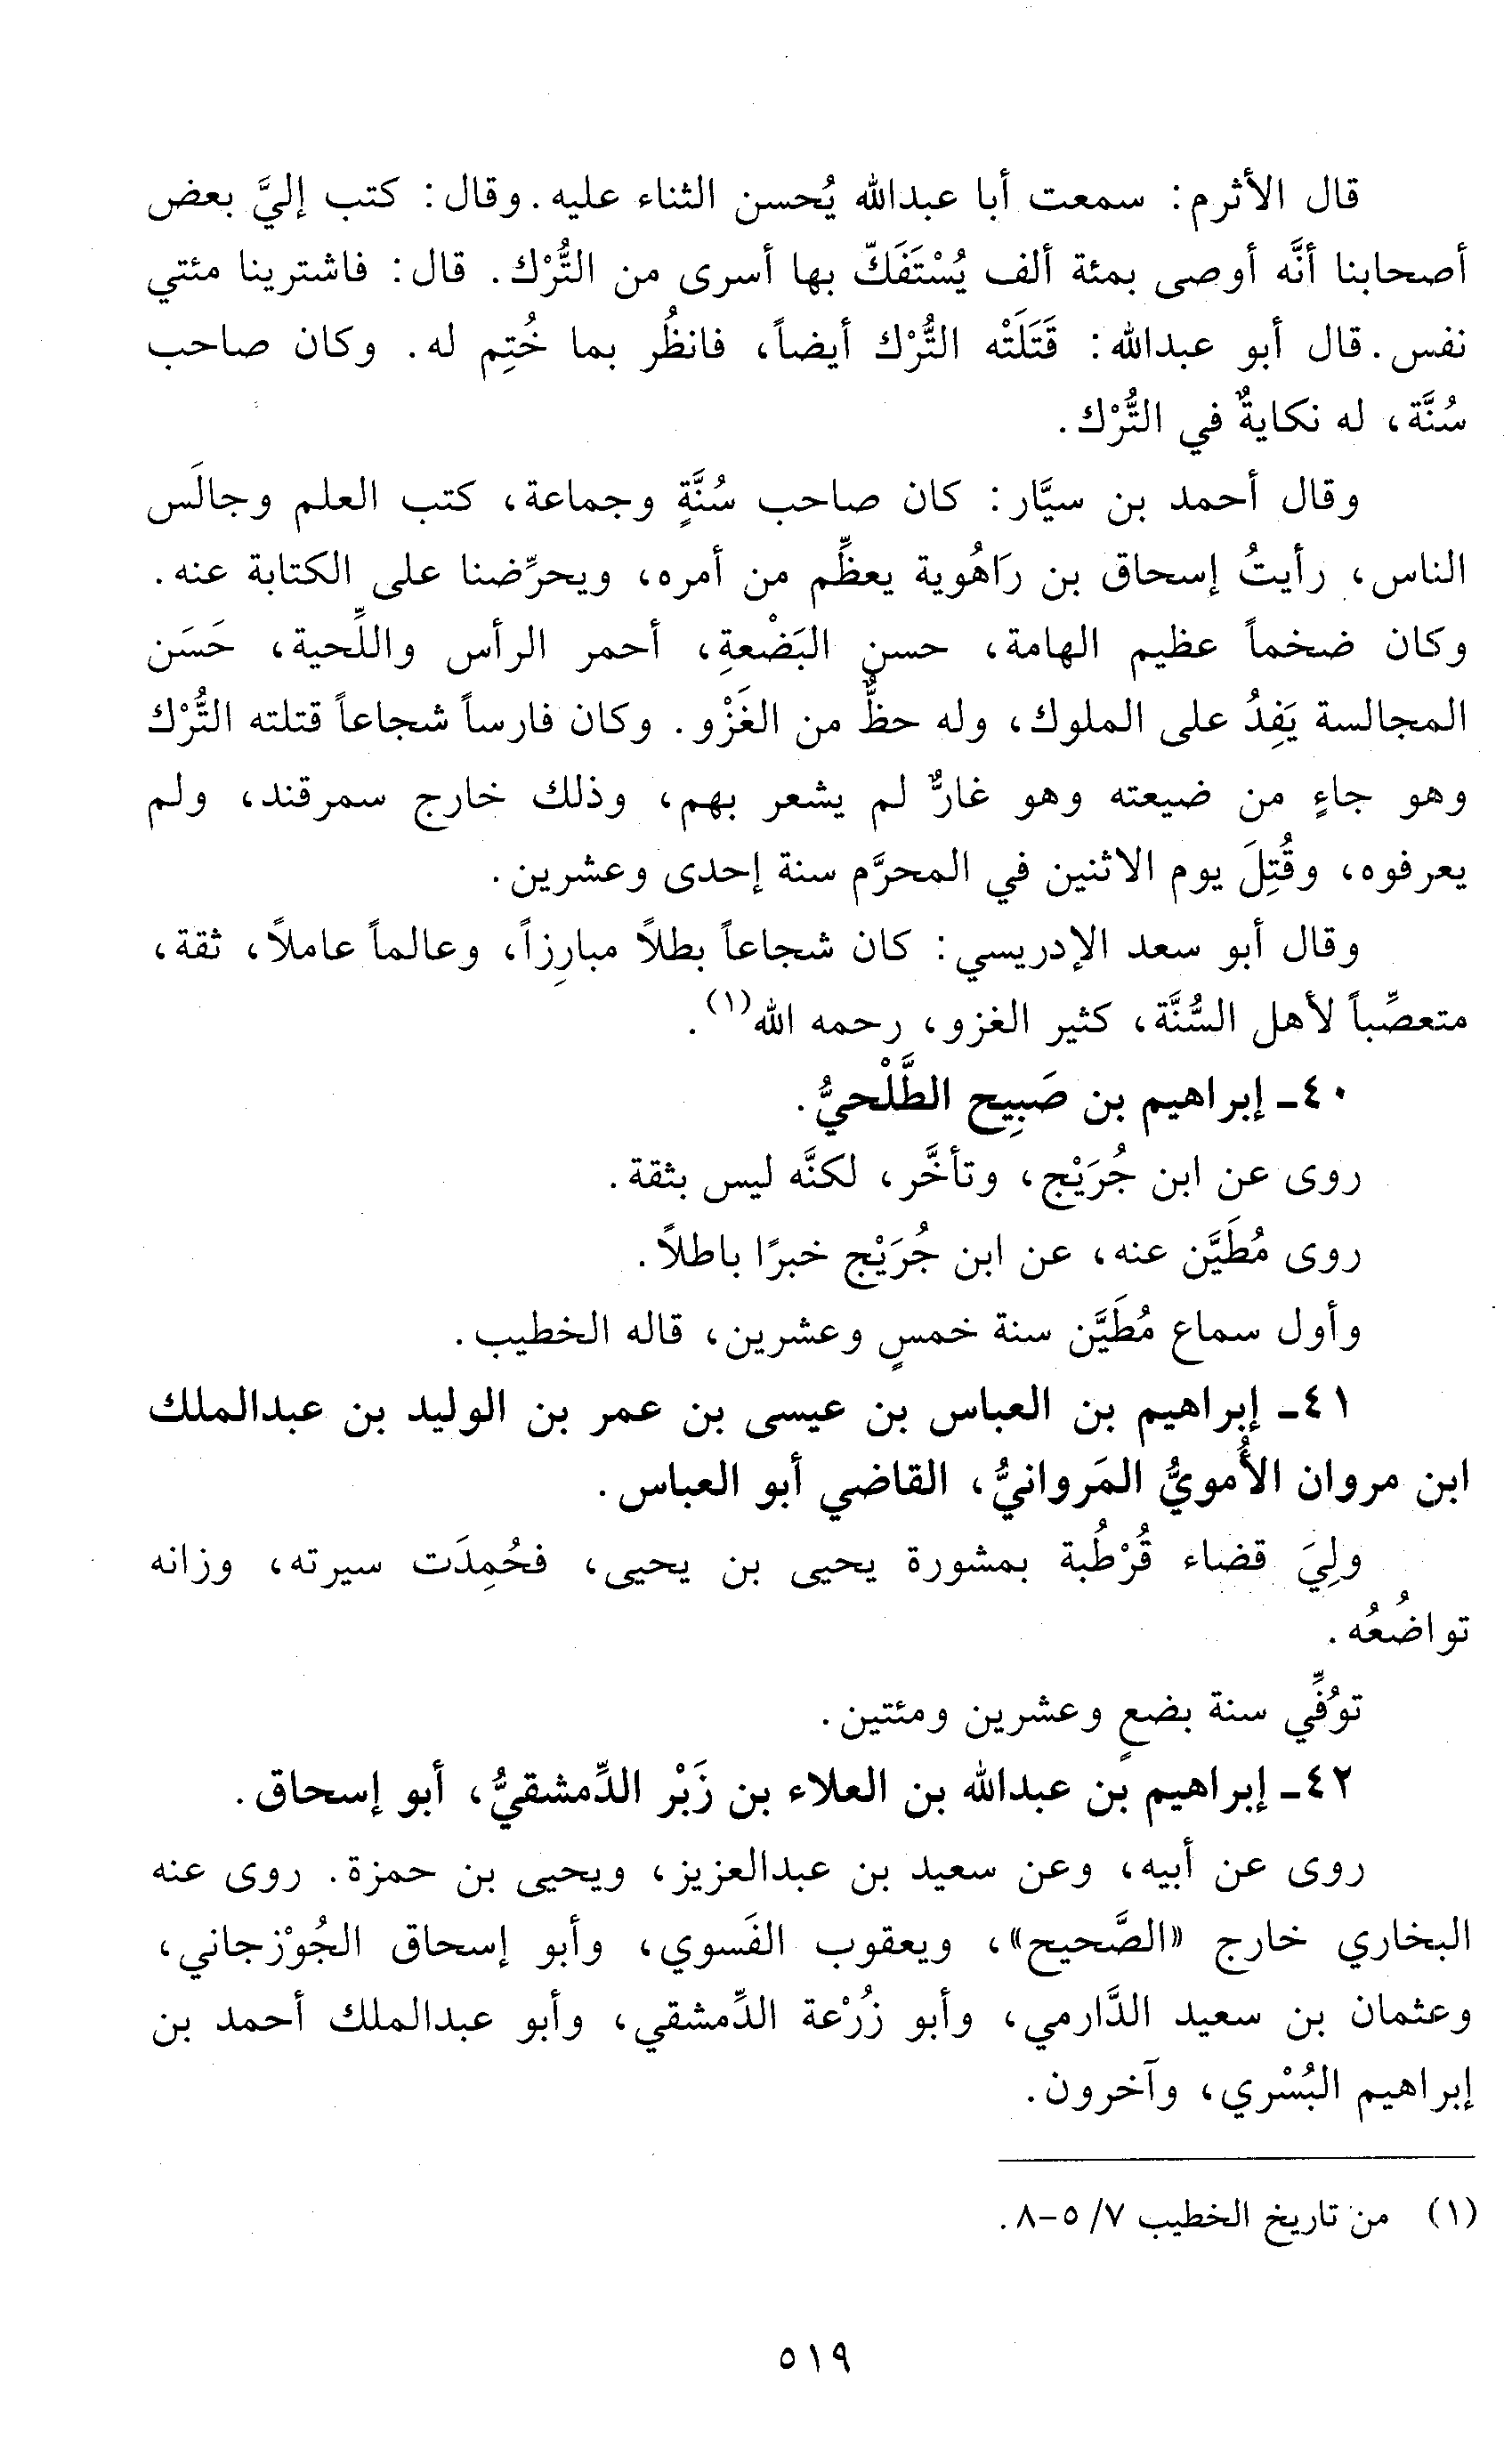 قال الأثرم: سمعت أبا عبدالله يُحسن الثناء عليه. وقال: كتب إليَّ بعض
أصحابنا أنَّه أوصى بمئة ألف يُسْتَفَكّ بها أسرى من التُّرْك. قال: فاشترينا مئتي
نفس. قال أبو عبدالله: قَتَلَتْه التُّرْك أيضاً، فانظُر بما خُتِم له. وكان صاحب
سُنَّة، له نكايةٌ في التُّرْك.
وقال أحمد بن سيَّار: كان صاحب سُنَّةٍ وجماعة، كتب العلم وجالَس
الناس، رأيتُ إسحاق بن رَاهُوية يعظِّم من أمره، ويحرِّضنا على الكتابة عنه.
وكان ضخماً عظيم الهامة، حسن البَضْعةِ، أحمر الرأس واللِّحية، حَسَن
المجالسة يَفِدُ على الملوك، وله حظٌّ من الغَزْو. وكان فارساً شجاعاً قتلته التُّرْك
وهو جاءٍ من ضيعته وهو غارٌّ لم يشعر بهم، وذلك خارج سمرقند، ولم
يعرفوه، وقُتِلَ يوم الاثنين في المحرَّم سنة إحدى وعشرين.
وقال أبو سعد الإدريسي: كان شجاعاً بطلاً مبارِزاً، وعالماً عاملاً، ثقة،
متعصِّباً لأهل السُّنَّة، كثير الغزو، رحمه الله(١).
٤٠ـ إبراهيم بن صَبِيح الطَّلْحيُّ.
روى عن ابن جُرَيْج، وتأخَّر، لكنَّه ليس بثقة.
روى مُطَيَّن عنه، عن ابن جُرَيْج خبرًا باطلاً.
وأول سماع مُطَيَّن سنة خمسٍ وعشرين، قاله الخطيب.
٤١ـ إبراهيم بن العباس بن عيسى بن عمر بن الوليد بن عبدالملك
ابن مروان الأُمويُّ المَروانيُّ، القاضي أبو العباس.
ولِيَ قضاء قُرْطُبة بمشورة يحيى بن يحيى، فحُمِدَت سيرته، وزانه
تواضُعُه.
توُفِّي سنة بضعٍ وعشرين ومئتين.
٤٢ـ إبراهيم بن عبدالله بن العلاء بن زَبْر الدِّمشقيُّ، أبو إسحاق.
روى عن أبيه، وعن سعيد بن عبدالعزيز، ويحيى بن حمزة. روى عنه
البخاري خارج «الصَّحيح»، ويعقوب الفَسوي، وأبو إسحاق الجُوْزجاني،
وعثمان بن سعيد الدَّارمي، وأبو زُرْعة الدِّمشقي، وأبو عبدالملك أحمد بن
إبراهيم البُسْري، وآخرون.
(١) من تاريخ الخطيب ٧/ ٥-٨.
٥١٩